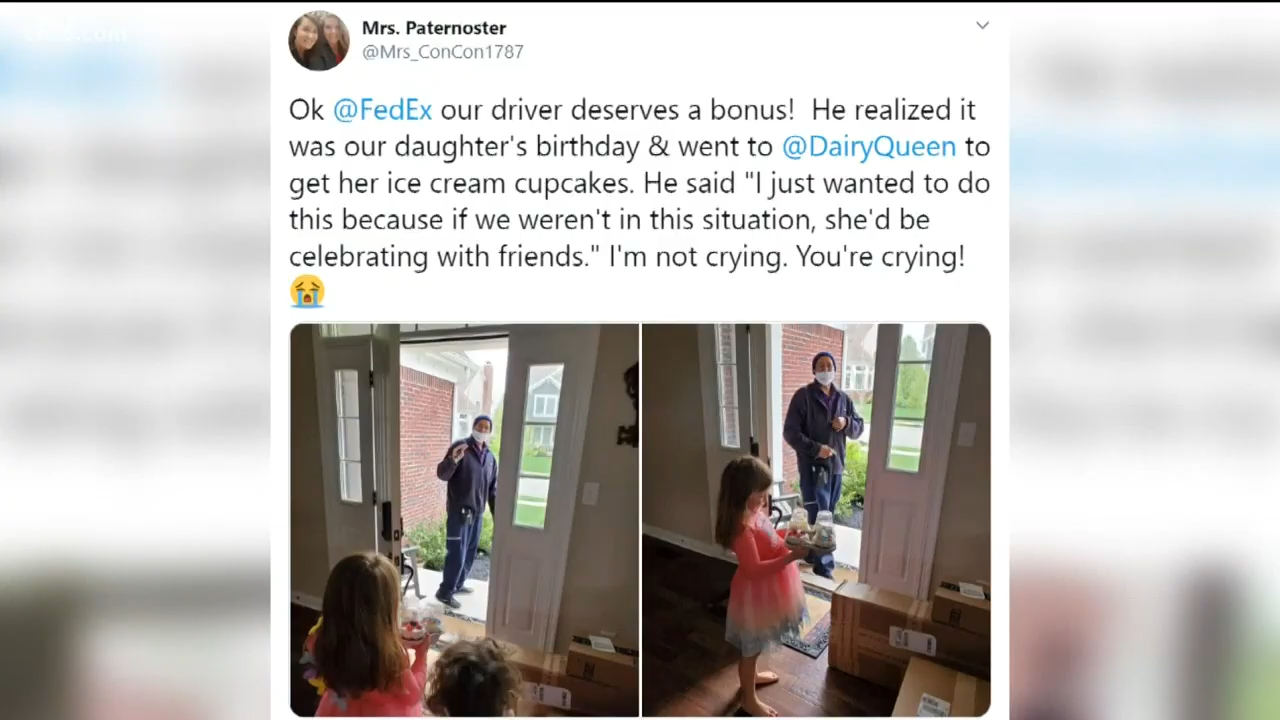 Mrs. Paternoster
@Mrs_ConCon1787
Ok @FedEx our driver deserves a bonus! He realized it
was our daughter's birthday & went to @DairyQueen to
get her ice cream cupcakes. He said "I just wanted to do
this because if we weren't in this situation, she'd be
celebrating with friends." I'm not crying. You're crying!
😭